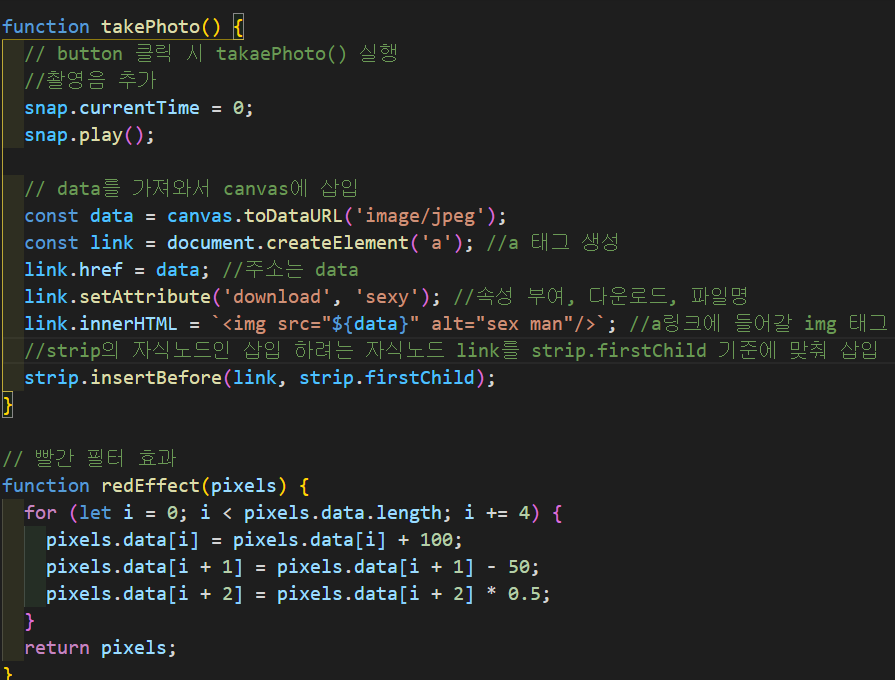 function takePhoto() {
// button 클릭 시 takaePhoto() 실행
//촬영음 추가
snap.currentTime = 0;
snap.play();
// data를 가져와서 canvas에 삽입
const data = canvas.toDataURL('image/jpeg');
const link = document.createElement('a'); //a 태그 생성
link.href = data; //주소는 data
link.setAttribute('download', 'sexy'); //속성 부여, 다운로드, 파일명
link.innerHTML = `<img src="${data}" alt="sex man"/>`; //a링크에 들어갈 img 태그
//strip의 자식노드인 삽입 하려는 자식노드 link를 strip.firstChild 기준에 맞춰 삽입
strip.insertBefore(link, strip.firstChild);
}
// 빨간 필터 효과
function redEffect(pixels) {
for (let i = 0; i < pixels.data.length; i += 4) {
pixels.data[i] = pixels.data[i] + 100;
pixels.data[i + 1] = pixels.data[i + 1] - 50;
pixels.data[i + 2] = pixels.data[i + 2] * 0.5;
}
return pixels;
}